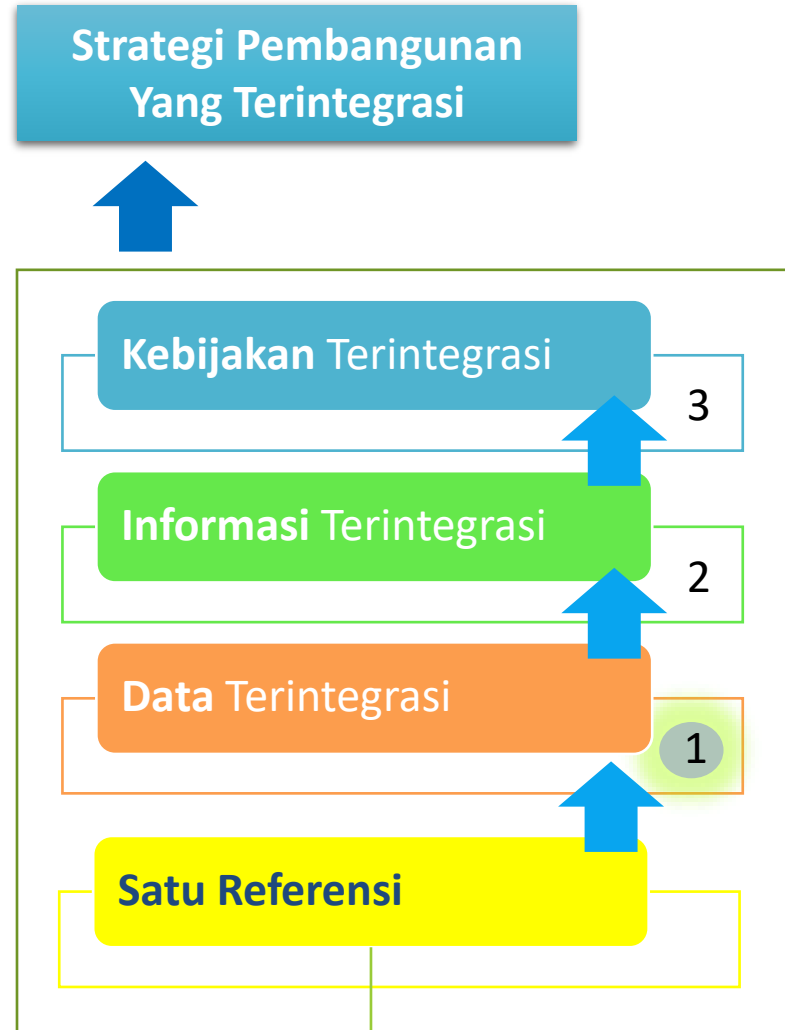 Strategi Pembangunan
Yang Terintegrasi
Kebijakan Terintegrasi
3
Informasi Terintegrasi
2
Data Terintegrasi
1
Satu Referensi